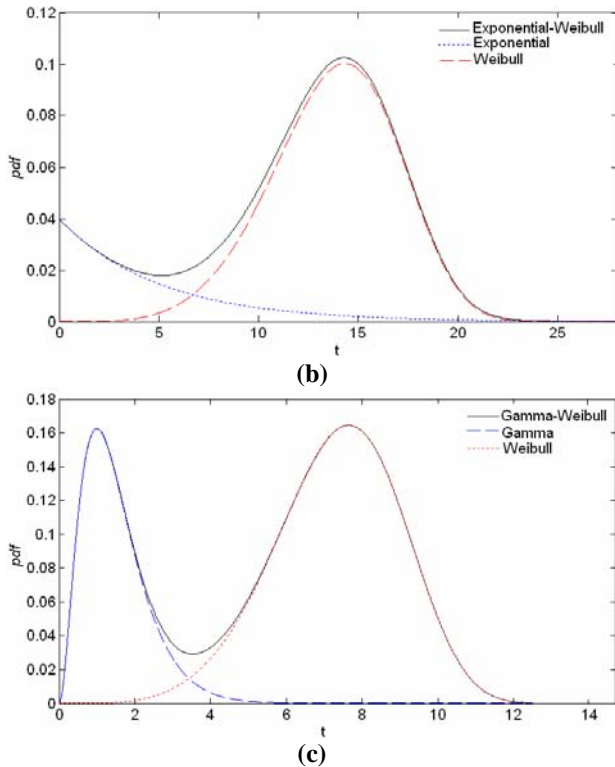 0.12
0.1
0.08
0.06
0.04
0.02
0
pdf
Exponential-Weibull
Exponential
Weibull
0 5 10 15 20 25
t
(b)
0.18
0.16
0.14
0.12
0.1
0.08
0.06
0.04
0.02
0
pdf
Gamma-Weibull
Gamma
Weibull
0 2 4 6 8 10 12 14
t
(c)